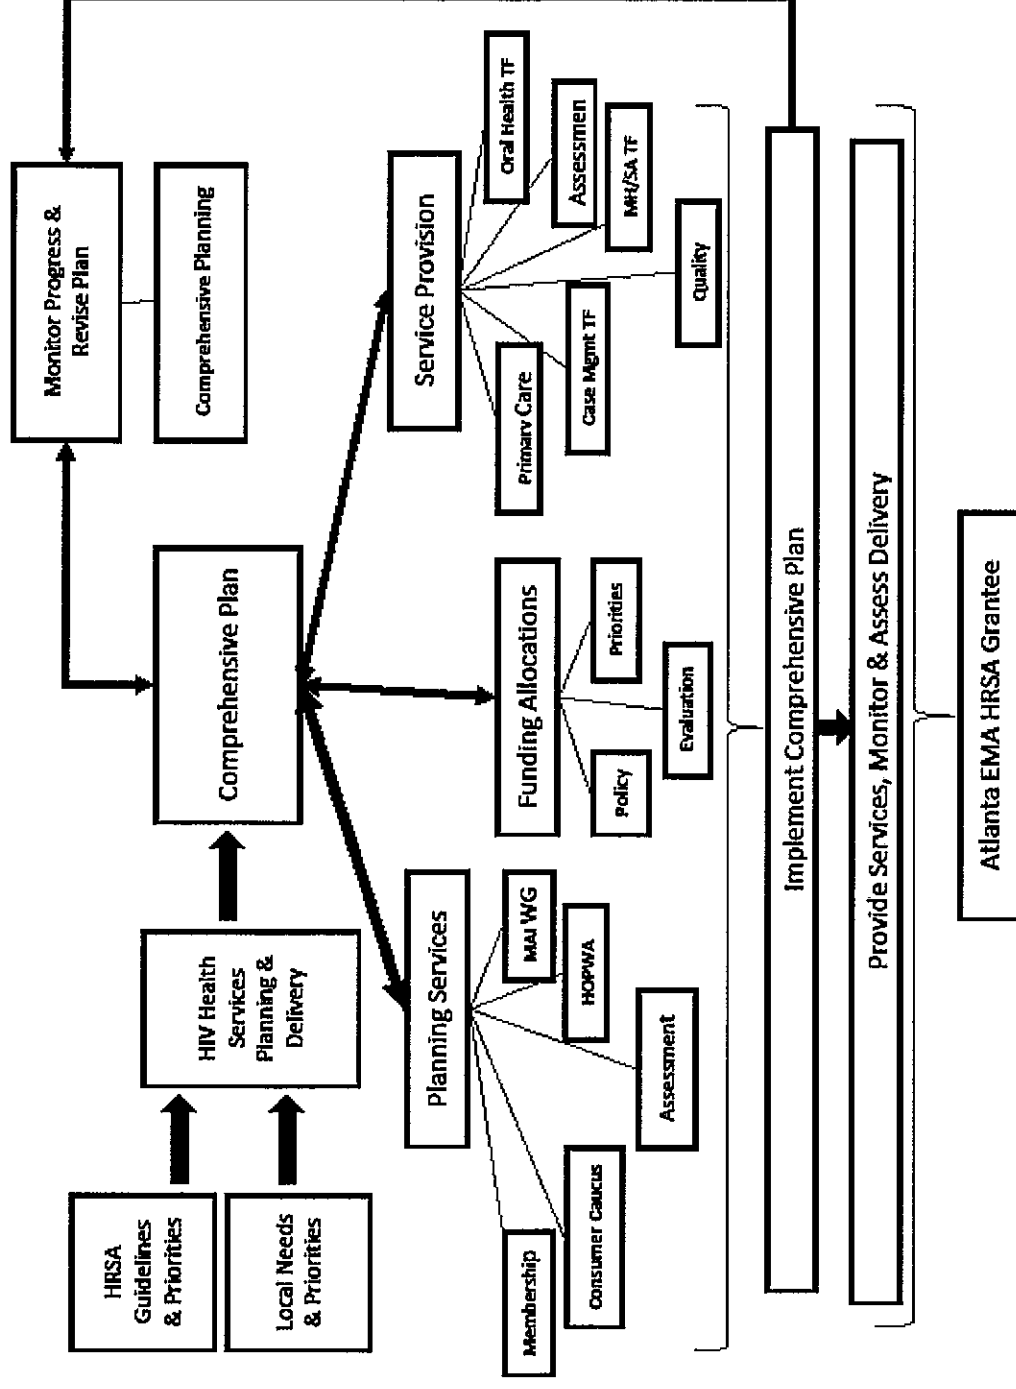 HRSA
Guidelines
& Priorities
Local Needs
& Priorities
HIV Health
Services
Planning &
Delivery
Comprehensive Plan
Monitor Progress &
Revise Plan
Comprehensive Planning
Planning Services
Membership
Consumer Caucus
Assessment
HOPWA
MAI WG
Funding Allocations
Policy
Evaluation
Priorities
Service Provision
Primary Care
Case Mgmt TF
Quality
MH/SA TF
Assessmen
Oral Health TF
Implement Comprehensive Plan
Provide Services, Monitor & Assess Delivery
Atlanta EMA HRSA Grantee